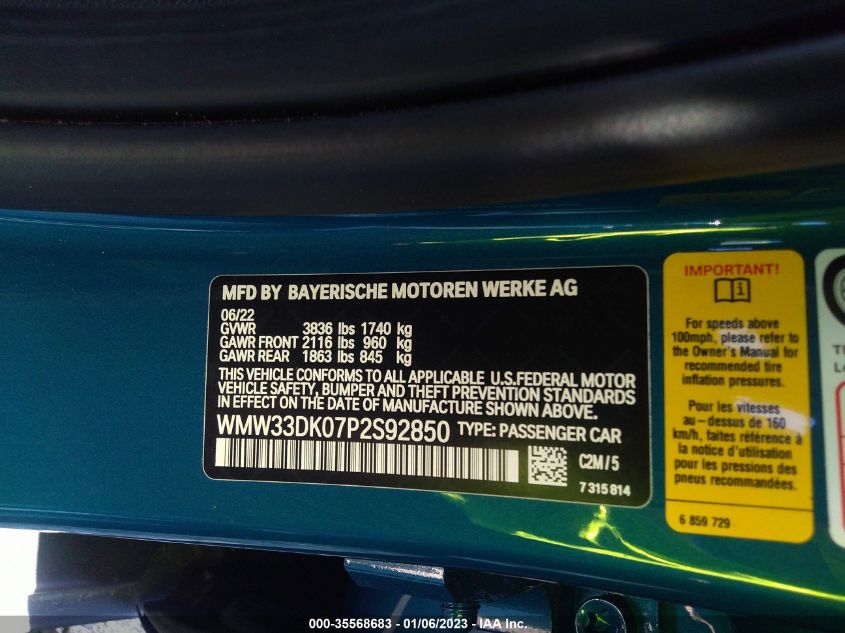 MFD BY BAYERISCHE MOTOREN WERKE AG
06/22
GVWR 3836 lbs 1740 kg
GAWR FRONT 2116 lbs 960 kg
GAWR REAR 1863 lbs 845 kg
THIS VEHICLE CONFORMS TO ALL APPLICABLE U.S.FEDERAL MOTOR
VEHICLE SAFETY, BUMPER AND THEFT PREVENTION STANDARDS
IN EFFECT ON THE DATE OF MANUFACTURE SHOWN ABOVE.
WMW33DK07P2S92850 TYPE: PASSENGER CAR
C2M/5
7 315 814
IMPORTANT!
For speeds above
100mph, please refer to
the Owner's Manual for
recommended tire
inflation pressures.
Pour les vitesses
au-dessus de 160
km/h, faites référence à
la notice d'utilisation
pour les pressions des
pneus recommandées.
6 859 729
000-35568683 - 01/06/2023 - IAA Inc.